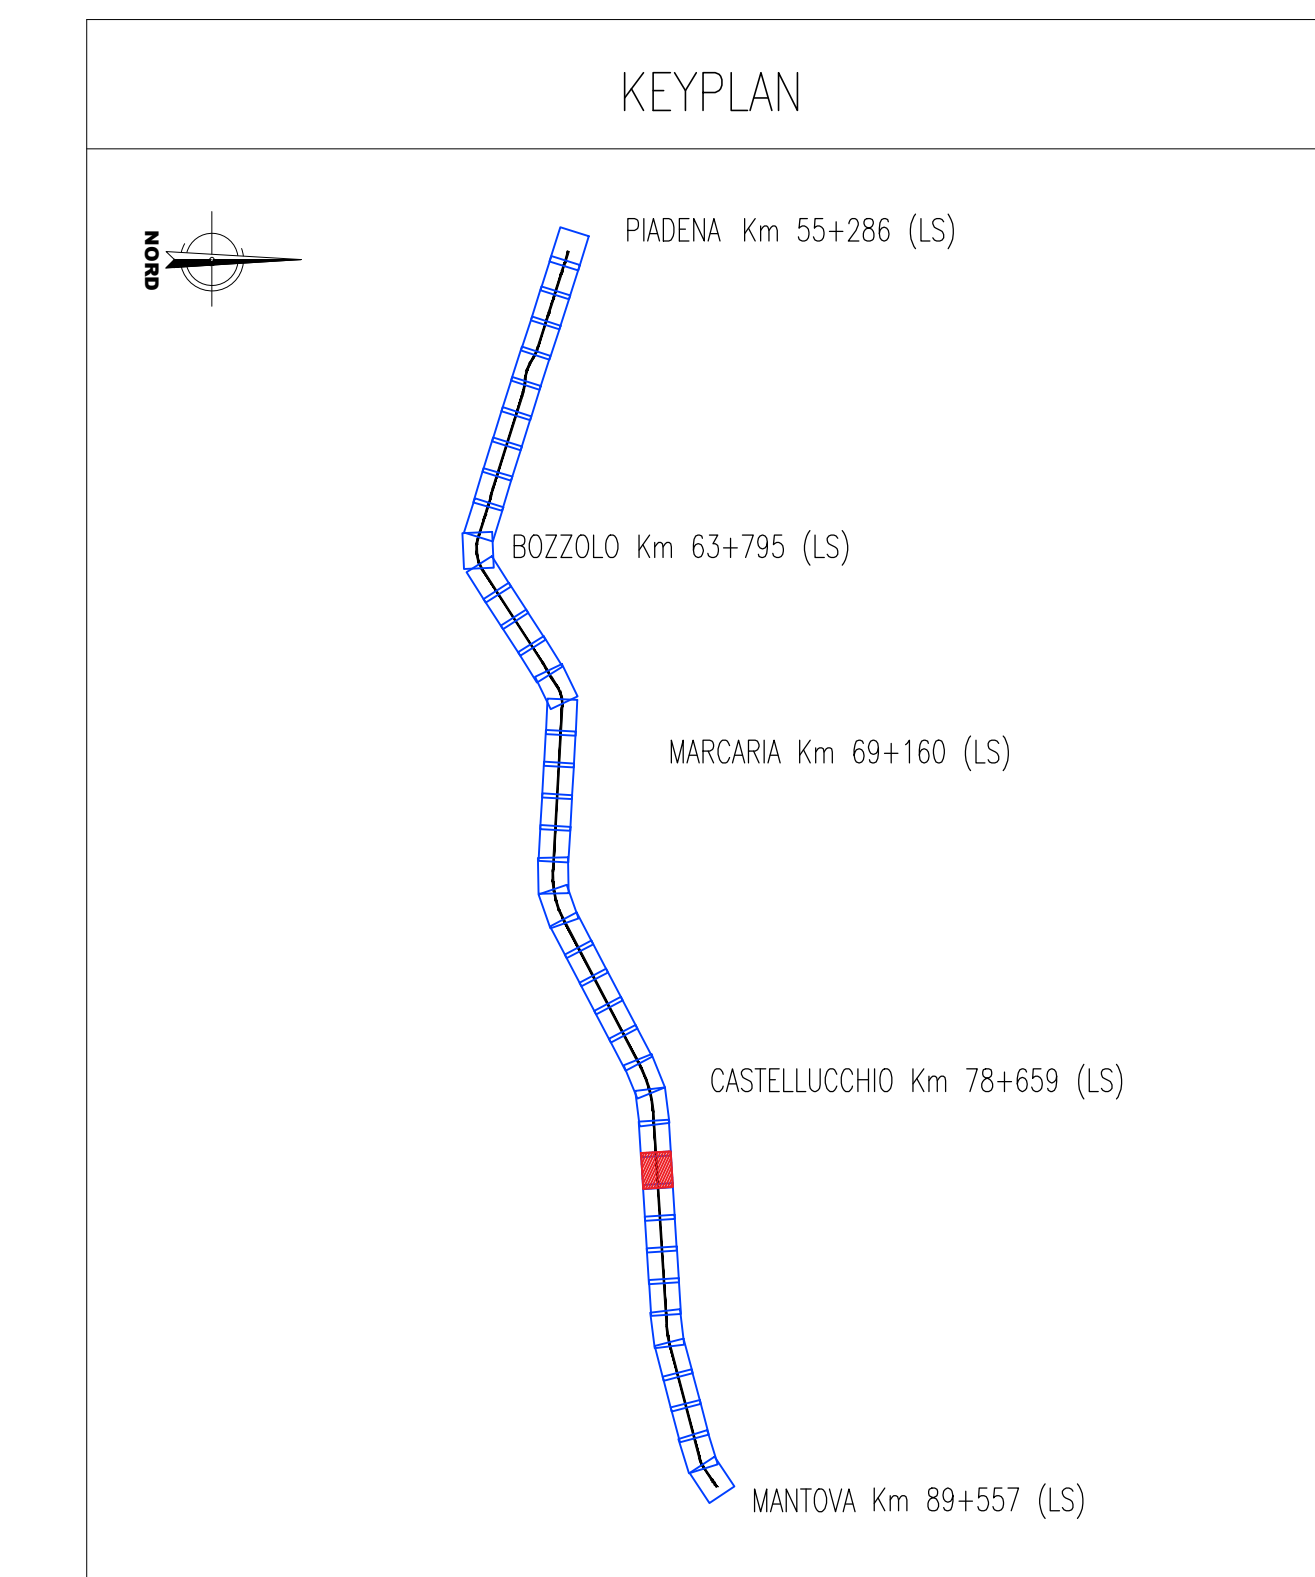 KEYPLAN
NORD
PIADENA Km 55+286 (LS)
BOZZOLO Km 63+795 (LS)
MARCARIA Km 69+160 (LS)
CASTELLUCCHIO Km 78+659 (LS)
MANTOVA Km 89+557 (LS)